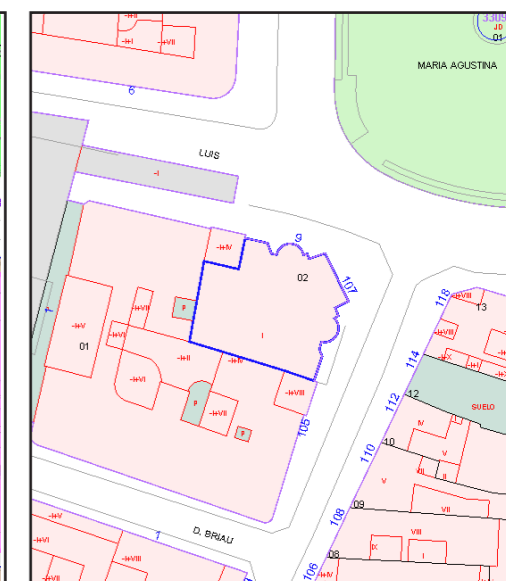 3309
JD
01
MARIA AGUSTINA
-I+II
-I+I
-I+VII
6
LUIS
-I
9
-I+IV
02
107
118
-I+VIII
13
-I+VIII
-I+VII
P
I
-I+V
-I+VI
01
-I+II
-I+III
114
-I+X
-I+I
-I+VI
-I+VIII
112
12
SUELO
P
-I+VII
105
IV
P
110
10
V
VII
II
V
09
108
VIII
-I+V
1
D. BRIAU
-I+VI
-I+VIII
IX
I
08
106
-I+IV
-I+VII